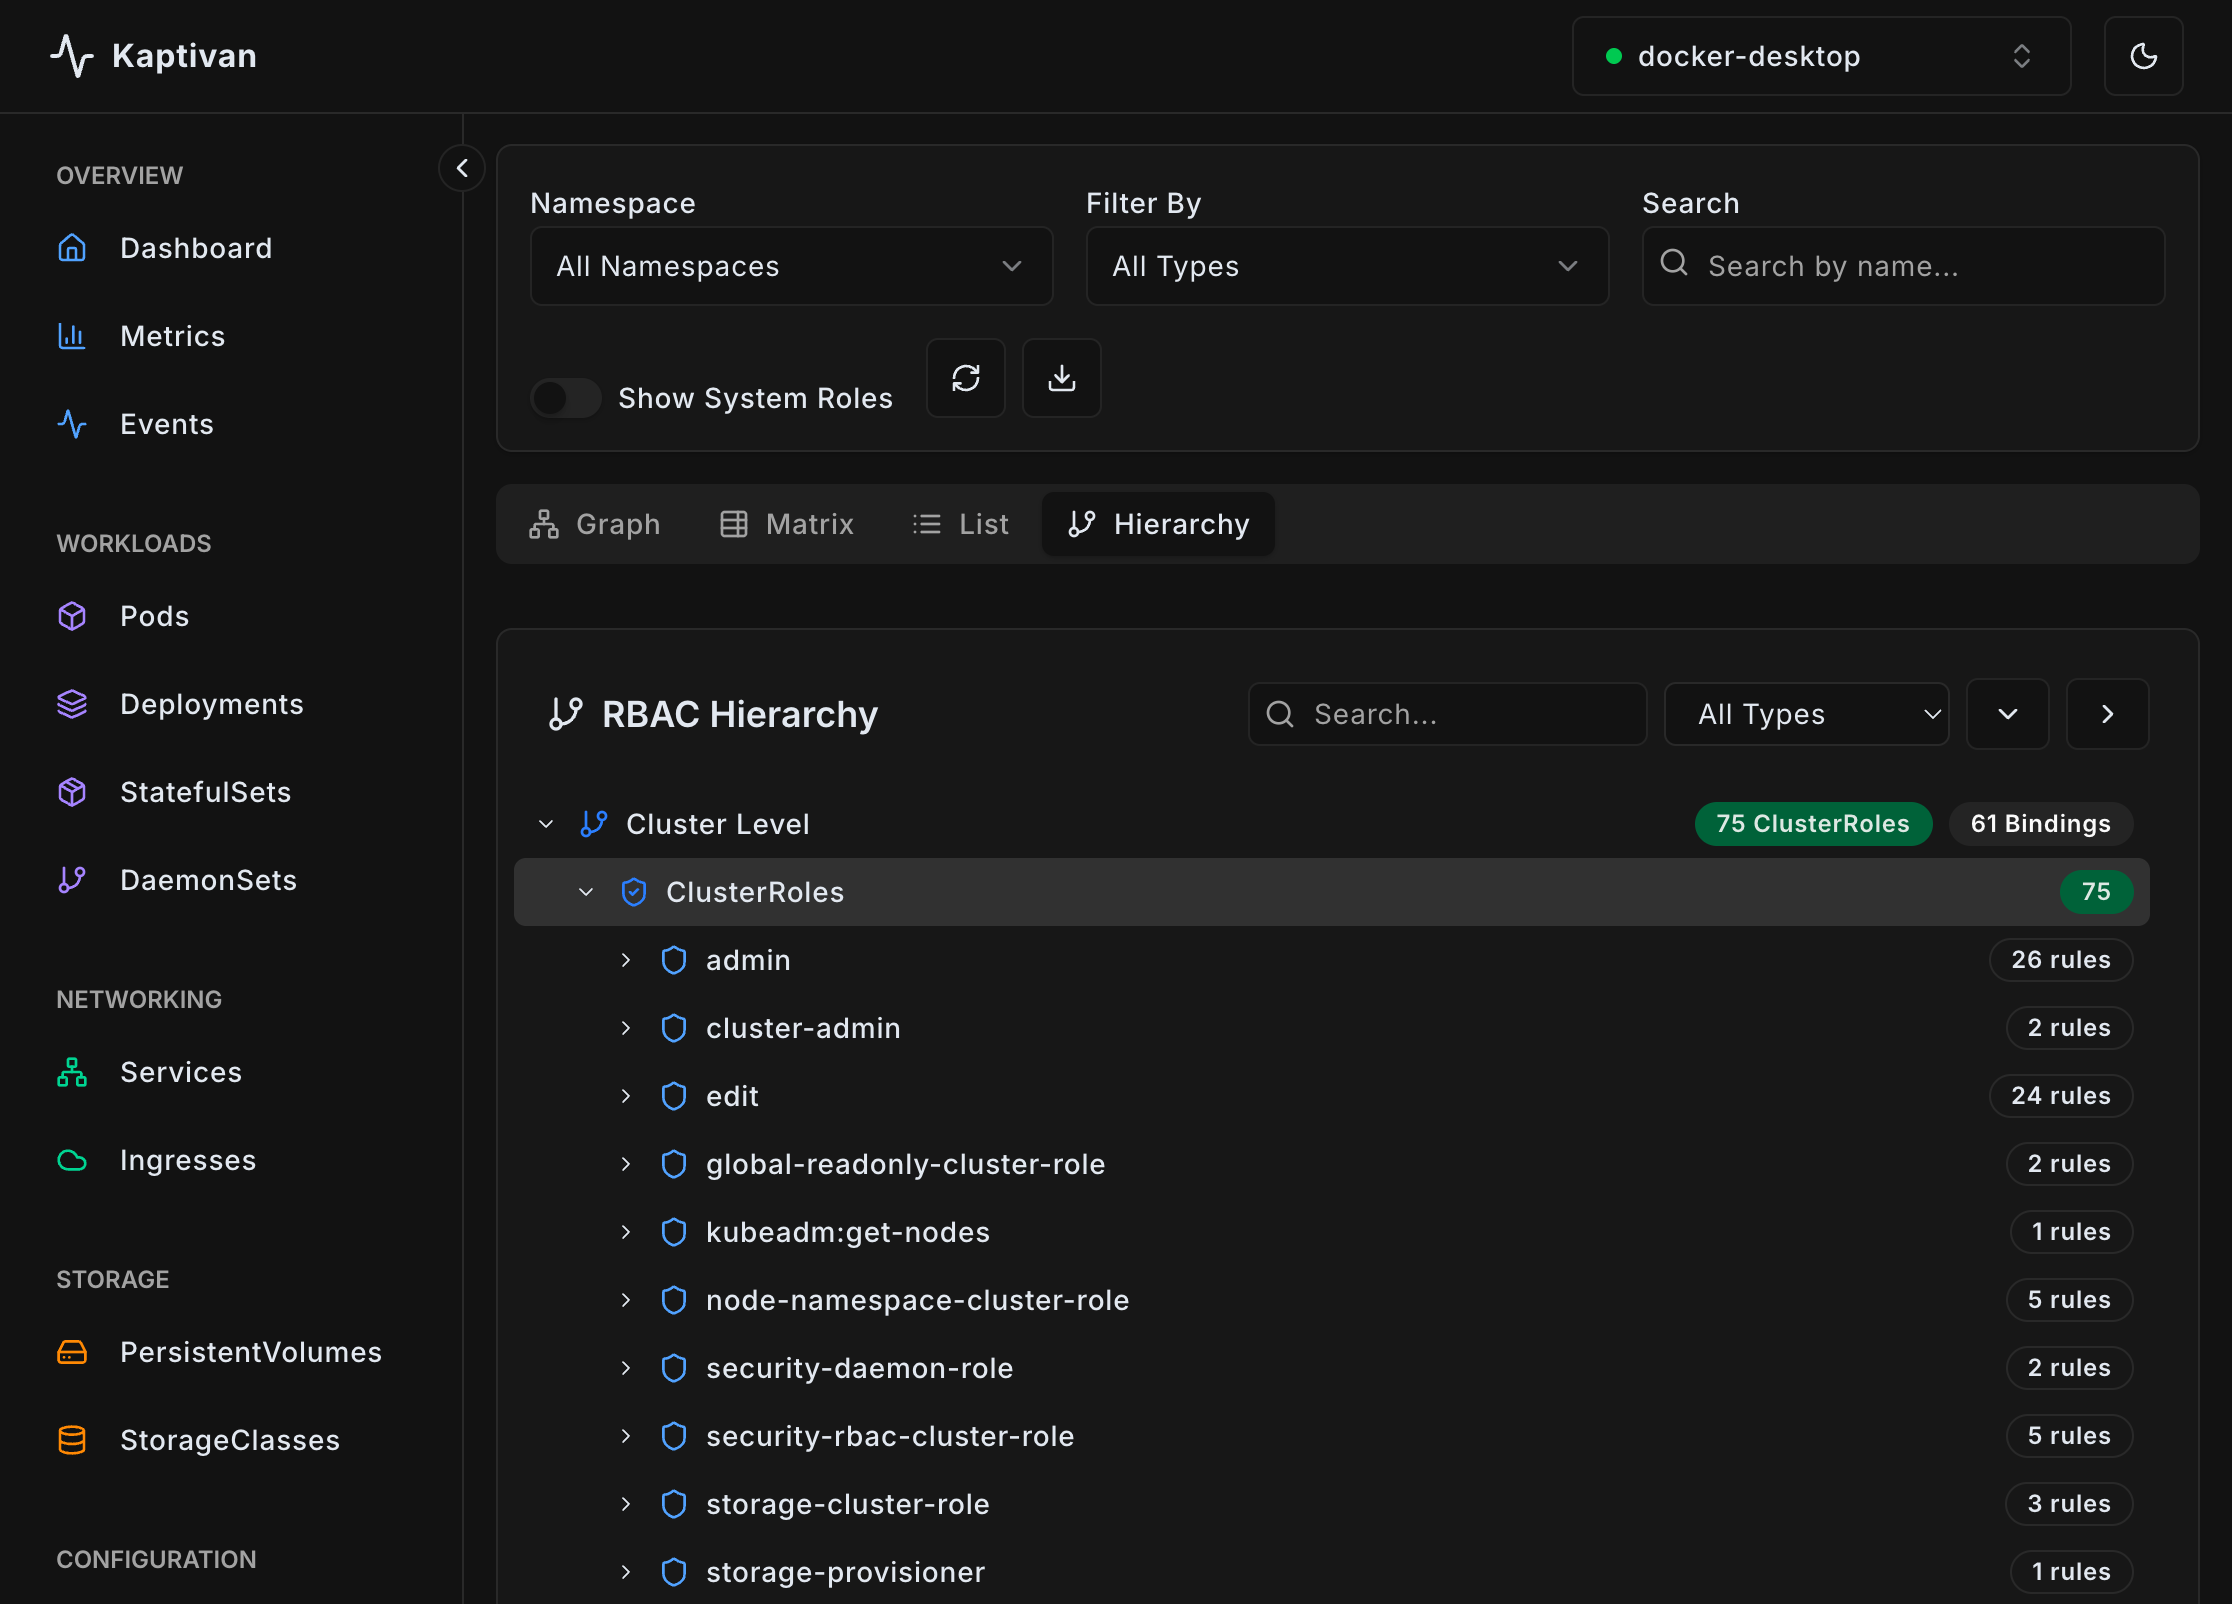 Kaptivan
docker-desktop
OVERVIEW
Dashboard
Metrics
Events
WORKLOADS
Pods
Deployments
StatefulSets
DaemonSets
NETWORKING
Services
Ingresses
STORAGE
PersistentVolumes
StorageClasses
CONFIGURATION
Namespace
All Namespaces
Filter By
All Types
Search
Search by name...
Show System Roles
Graph
Matrix
List
Hierarchy
RBAC Hierarchy
Search...
All Types
Cluster Level
75 ClusterRoles
61 Bindings
ClusterRoles
75
admin
26 rules
cluster-admin
2 rules
edit
24 rules
global-readonly-cluster-role
2 rules
kubeadm:get-nodes
1 rules
node-namespace-cluster-role
5 rules
security-daemon-role
2 rules
security-rbac-cluster-role
5 rules
storage-cluster-role
3 rules
storage-provisioner
1 rules